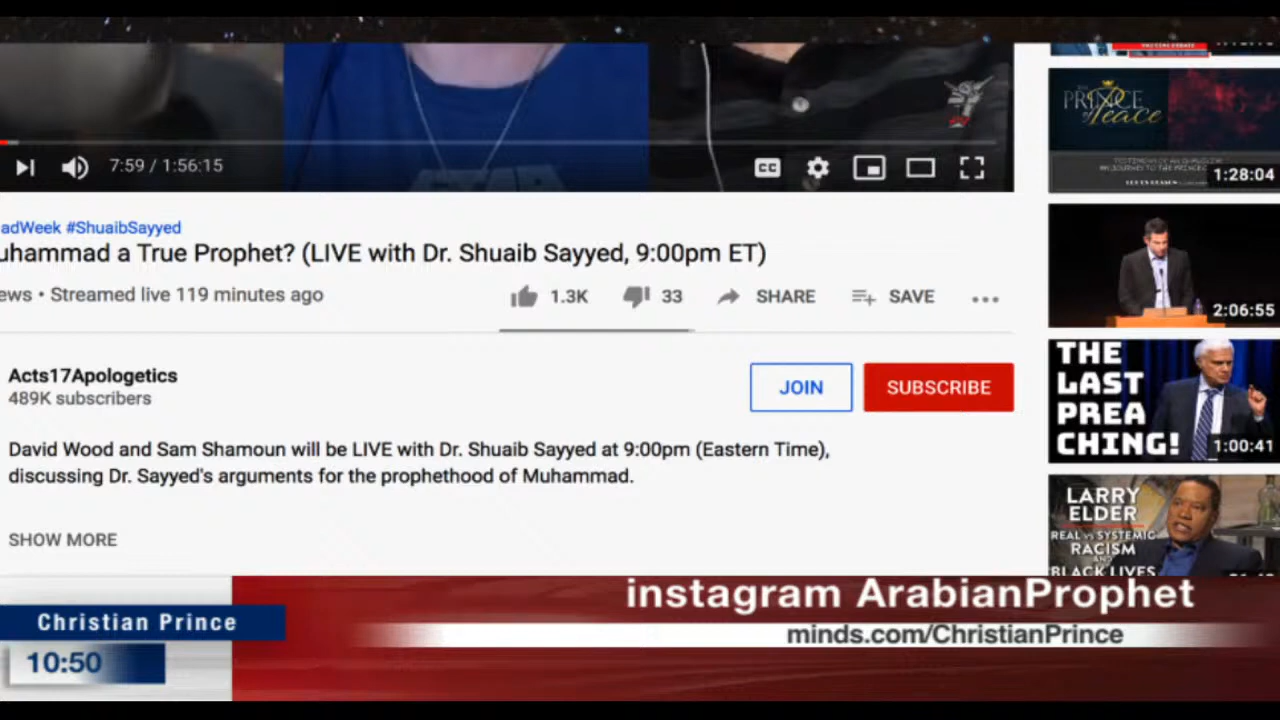 THE
PRINCE
of Peace
1:28:04
7:59 / 1:56:15
CC
adWeek #ShuaibSayyed
uhammad a True Prophet? (LIVE with Dr. Shuaib Sayyed, 9:00pm ET)
ews • Streamed live 119 minutes ago
1.3K
33
SHARE
SAVE
2:06:55
Acts17Apologetics
489K subscribers
JOIN
SUBSCRIBE
THE
LAST
PREA
CHING!
1:00:41
David Wood and Sam Shamoun will be LIVE with Dr. Shuaib Sayyed at 9:00pm (Eastern Time),
discussing Dr. Sayyed's arguments for the prophethood of Muhammad.
SHOW MORE
LARRY
ELDER
REAL vs SYSTEMIC
RACISM
AND
BLACK LIVES
instagram ArabianProphet
minds.com/ChristianPrince
Christian Prince
10:50